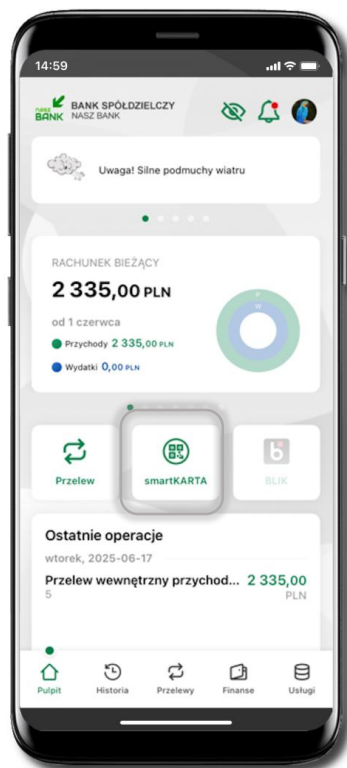 14:59
nasz
BANK
BANK SPÓŁDZIELCZY
NASZ BANK
Uwaga! Silne podmuchy wiatru
RACHUNEK BIEŻĄCY
2 335,00 PLN
od 1 czerwca
Przychody 2 335,00 PLN
Wydatki 0,00 PLN
P
W
Przelew
smartKARTA
BLIK
Ostatnie operacje
wtorek, 2025-06-17
Przelew wewnętrzny przychod... 2 335,00
5 PLN
Pulpit
Historia
Przelewy
Finanse
Usługi